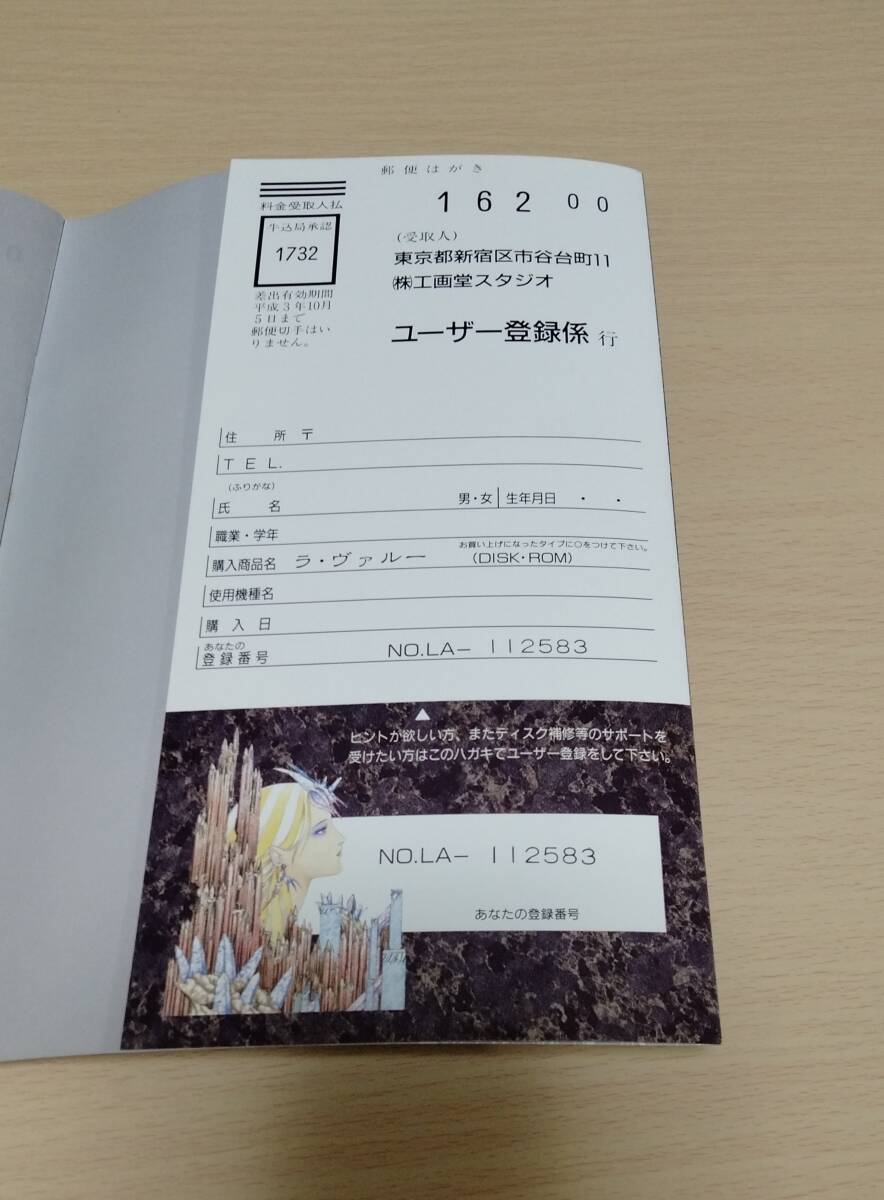 郵便はがき
162 00
料金受取人払
牛込局承認
1732
差出有効期間
平成3年10月
5日まで
郵便切手はい
りません。
(受取人)
東京都新宿区市谷台町11
㈱工画堂スタジオ
ユーザー登録係 行
住 所 〒
TEL.
(ふりがな)
氏 名 男・女 生年月日 ・ ・
職業・学年
購入商品名 ラ・ヴァルー お買い上げになったタイプに○をつけて下さい。
(DISK・ROM)
使用機種名
購入日
あなたの
登録番号 NO.LA- 112583
ヒントが欲しい方、またディスク補修等のサポートを
受けたい方はこのハガキでユーザー登録をして下さい。
NO.LA- 112583
あなたの登録番号